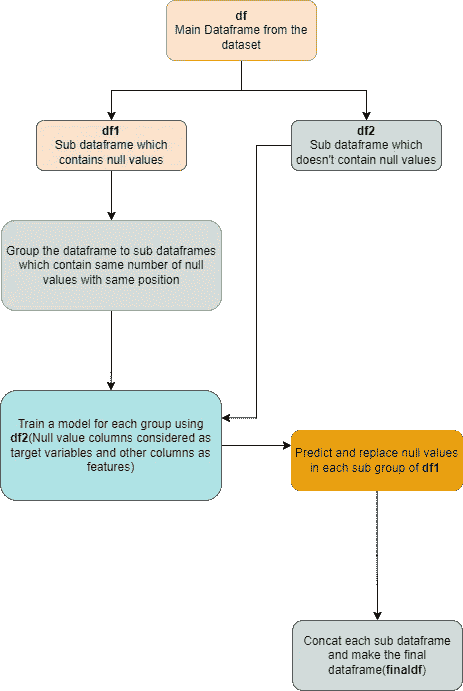 df
Main Dataframe from the
dataset
df1
Sub dataframe which
contains null values
df2
Sub dataframe which
doesn't contain null values
Group the dataframe to sub dataframes
which contain same number of null
values with same position
Train a model for each group using
df2(Null value columns considered as
target variables and other columns as
features)
Predict and replace null values
in each sub group of df1
Concat each sub dataframe
and make the final
dataframe(finaldf)